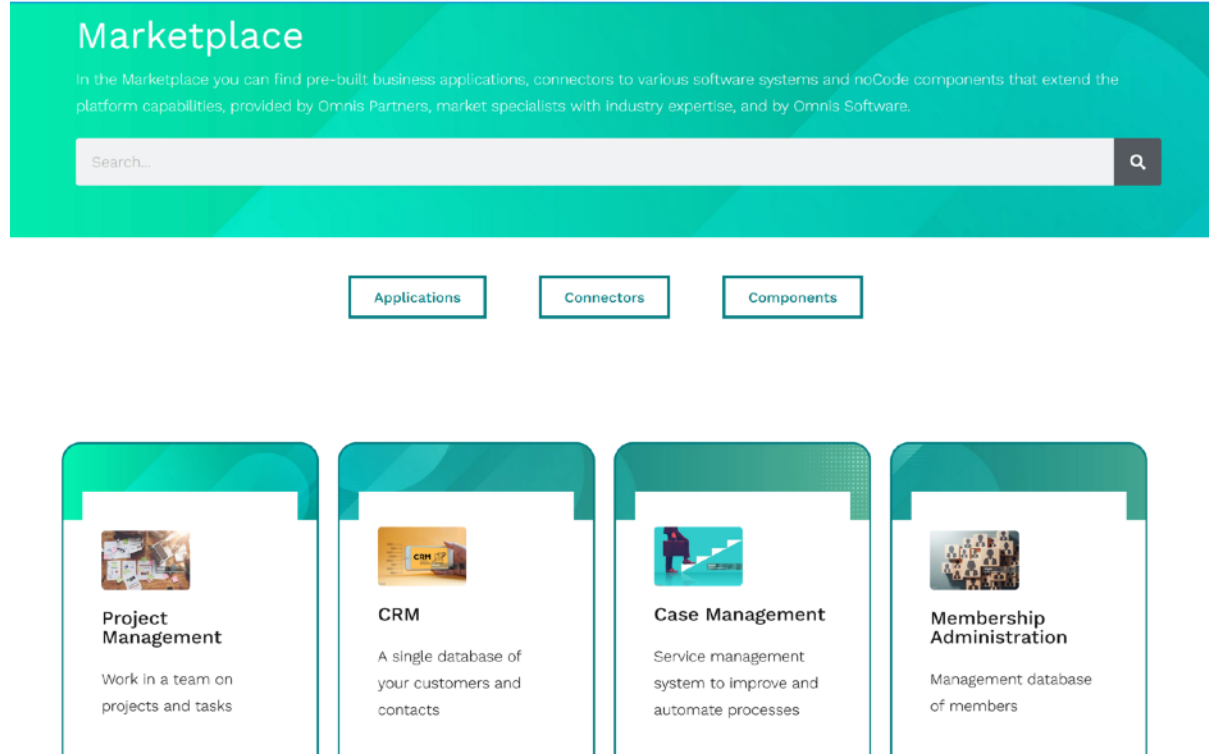 Marketplace
In the Marketplace you can find pre-built business applications, connectors to various software systems and noCode components that extend the
platform capabilities, provided by Omnis Partners, market specialists with industry expertise, and by Omnis Software.
Search...
Applications
Connectors
Components
CRM
Project
Management
Work in a team on
projects and tasks
CRM
A single database of
your customers and
contacts
Case Management
Service management
system to improve and
automate processes
Membership
Administration
Management database
of members